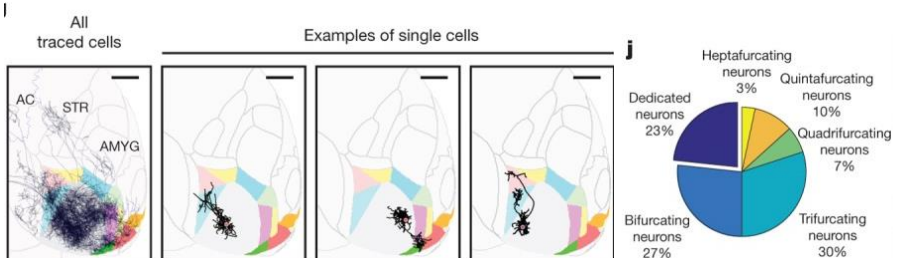 All
traced cells
Examples of single cells
AC
STR
AMYG
j
Heptafurcating
neurons
3%
Quintafurcating
neurons
10%
Quadrifurcating
neurons
7%
Trifurcating
neurons
30%
Bifurcating
neurons
27%
Dedicated
neurons
23%